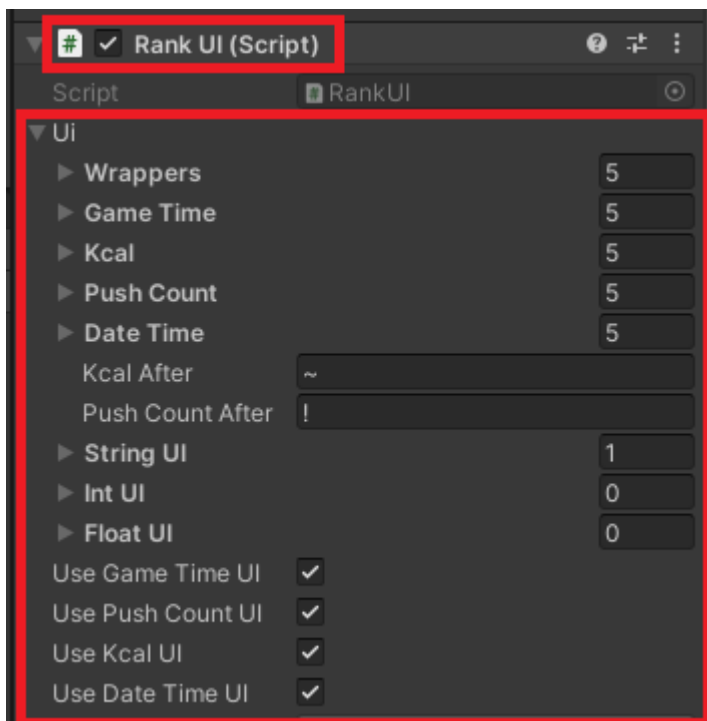 # Rank UI (Script)
Script # RankUI
Ui
Wrappers 5
Game Time 5
Kcal 5
Push Count 5
Date Time 5
Kcal After ~
Push Count After !
String UI 1
Int UI 0
Float UI 0
Use Game Time UI
Use Push Count UI
Use Kcal UI
Use Date Time UI